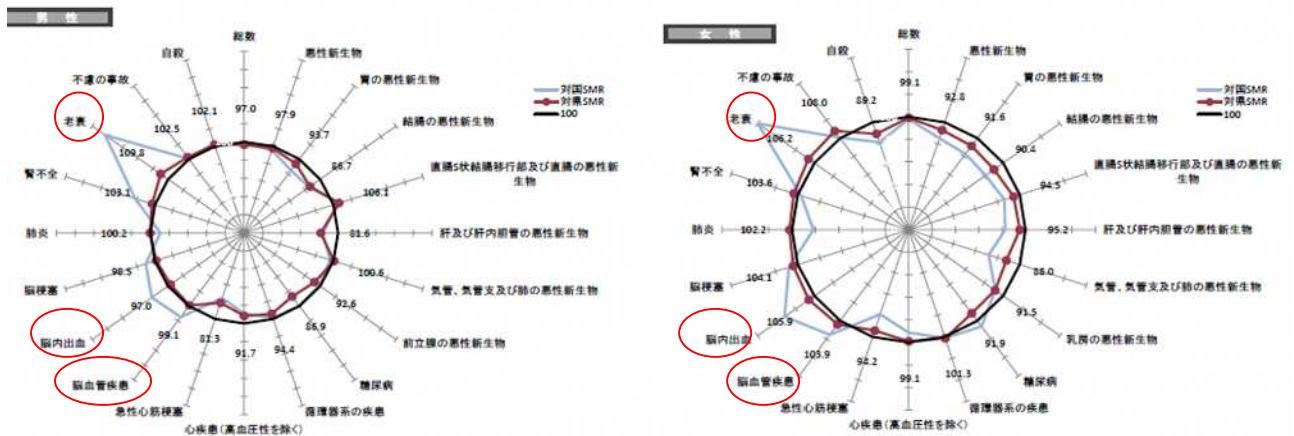 男 性
総数
悪性新生物
胃の悪性新生物
結腸の悪性新生物
直腸S状結腸移行部及び直腸の悪性新
生物
肝及び肝内胆管の悪性新生物
気管、気管支及び肺の悪性新生物
前立腺の悪性新生物
糖尿病
循環器系の疾患
心疾患(高血圧性を除く)
急性心筋梗塞
脳血管疾患
脳内出血
脳梗塞
肺炎
腎不全
老衰
不慮の事故
自殺
97.0
97.9
93.7
86.7
106.1
81.6
100.6
92.6
86.9
94.4
91.7
81.3
99.1
97.0
98.5
100.2
103.1
109.8
102.5
102.1
対国SMR
対県SMR
100
女 性
総数
悪性新生物
胃の悪性新生物
結腸の悪性新生物
直腸S状結腸移行部及び直腸の悪性新
生物
肝及び肝内胆管の悪性新生物
気管、気管支及び肺の悪性新生物
乳房の悪性新生物
糖尿病
循環器系の疾患
心疾患(高血圧性を除く)
急性心筋梗塞
脳血管疾患
脳内出血
脳梗塞
肺炎
腎不全
老衰
不慮の事故
自殺
99.1
92.8
91.6
90.4
94.5
95.2
88.0
91.5
91.9
101.3
99.1
94.2
103.9
105.9
104.1
102.2
103.6
106.2
108.0
89.2
対国SMR
対県SMR
100